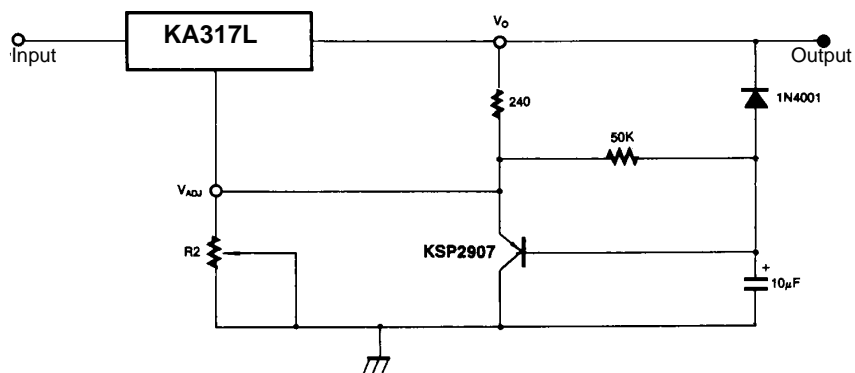 KA317L
Vo
Input
Output
240
1N4001
50K
VADJ
KSP2907
R2
+
10µF